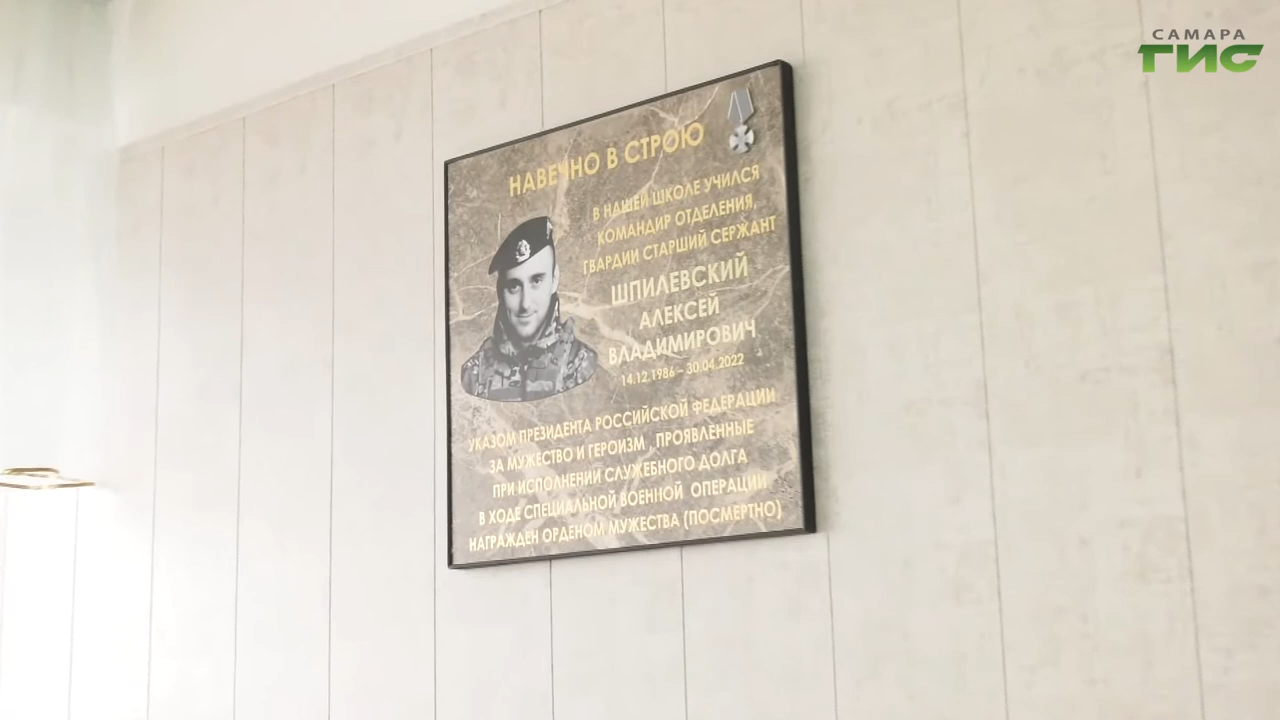 САМАРА
ГИС
НАВЕЧНО В СТРОЮ
В НАШЕЙ ШКОЛЕ УЧИЛСЯ
КОМАНДИР ОТДЕЛЕНИЯ,
ГВАРДИИ СТАРШИЙ СЕРЖАНТ
ШПИЛЕВСКИЙ
АЛЕКСЕЙ
ВЛАДИМИРОВИЧ
14.12.1986 – 30.04.2022
УКАЗОМ ПРЕЗИДЕНТА РОССИЙСКОЙ ФЕДЕРАЦИИ
ЗА МУЖЕСТВО И ГЕРОИЗМ , ПРОЯВЛЕННЫЕ
ПРИ ИСПОЛНЕНИИ СЛУЖЕБНОГО ДОЛГА
В ХОДЕ СПЕЦИАЛЬНОЙ ВОЕННОЙ ОПЕРАЦИИ
НАГРАЖДЕН ОРДЕНОМ МУЖЕСТВА (ПОСМЕРТНО)